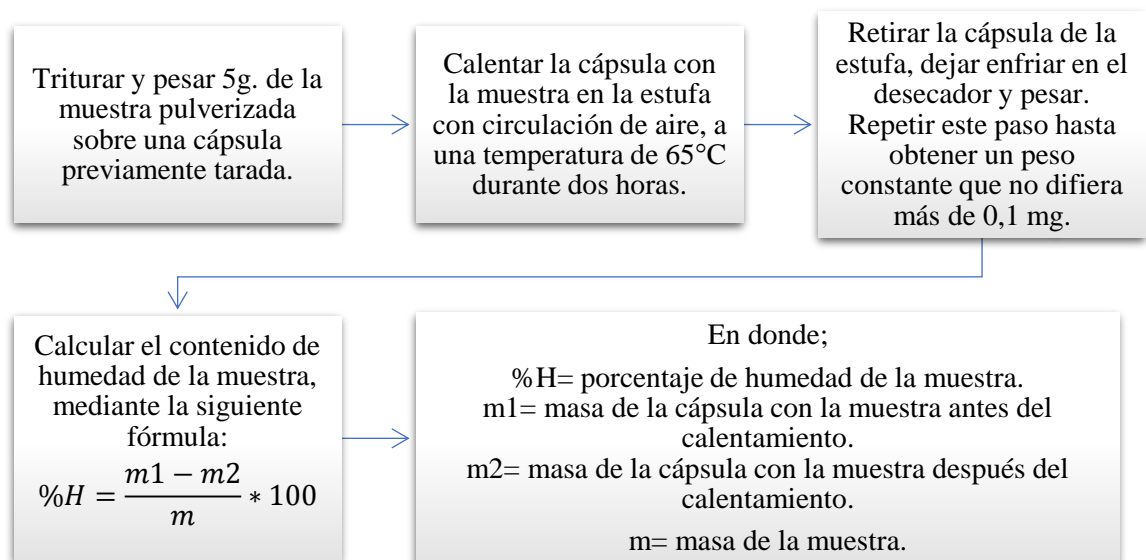 Triturar y pesar 5g. de la
muestra pulverizada
sobre una cápsula
previamente tarada.
Calentar la cápsula con
la muestra en la estufa
con circulación de aire, a
una temperatura de 65°C
durante dos horas.
Retirar la cápsula de la
estufa, dejar enfriar en el
desecador y pesar.
Repetir este paso hasta
obtener un peso
constante que no difiera
más de 0,1 mg.
Calcular el contenido de
humedad de la muestra,
mediante la siguiente
fórmula:
%H = (m1 − m2) / m ∗ 100
En donde;
%H= porcentaje de humedad de la muestra.
m1= masa de la cápsula con la muestra antes del
calentamiento.
m2= masa de la cápsula con la muestra después del
calentamiento.
m= masa de la muestra.